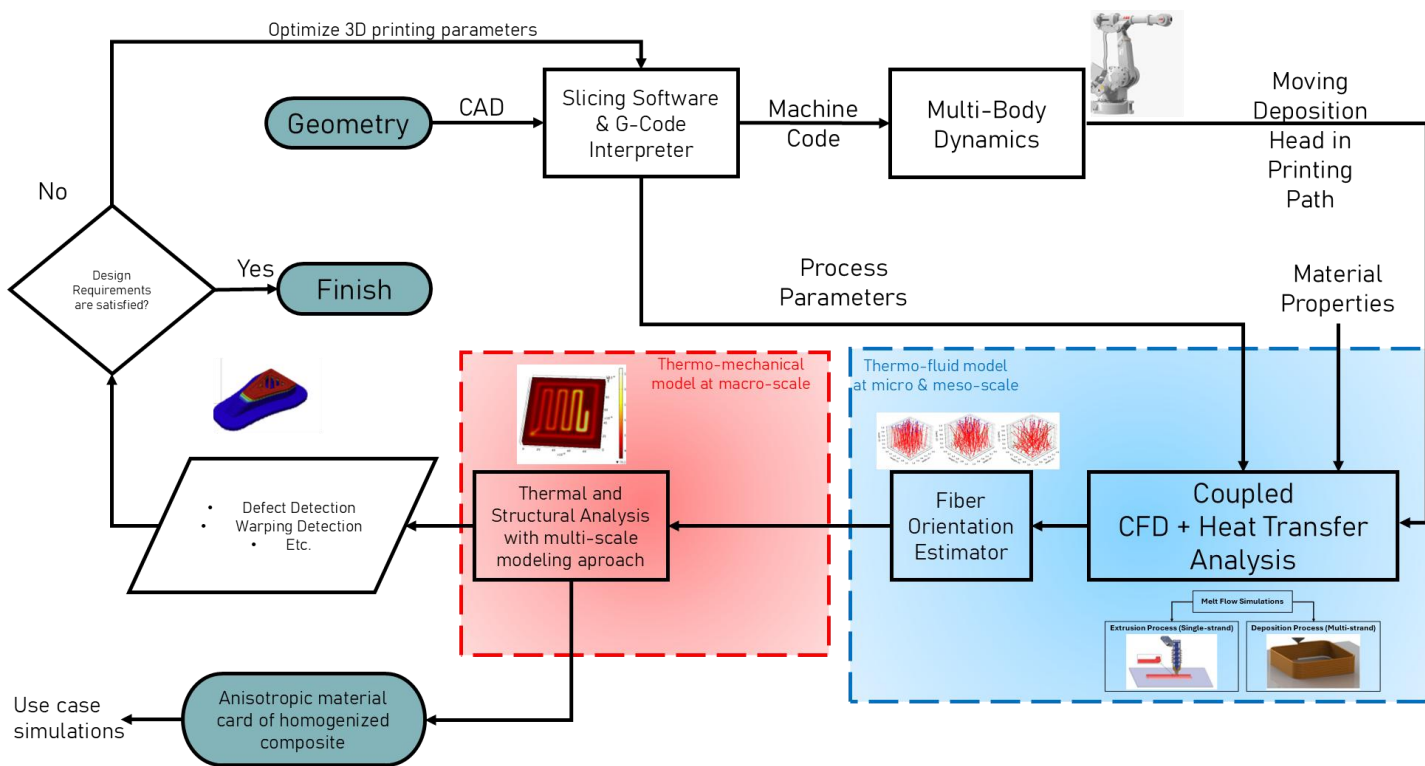 Optimize 3D printing parameters
Geometry
CAD
Slicing Software
& G-Code
Interpreter
Machine
Code
Multi-Body
Dynamics
Moving
Deposition
Head in
Printing
Path
No
Design
Requirements
are satisfied?
Yes
Finish
Process
Parameters
Material
Properties
Thermo-mechanical
model at macro-scale
Thermo-fluid model
at micro & meso-scale
Thermal and
Structural Analysis
with multi-scale
modeling aproach
Fiber
Orientation
Estimator
Coupled
CFD + Heat Transfer
Analysis
• Defect Detection
• Warping Detection
• Etc.
Melt Flow Simulations
Extrusion Process (Single-strand)
Deposition Process (Multi-strand)
Use case
simulations
Anisotropic material
card of homogenized
composite